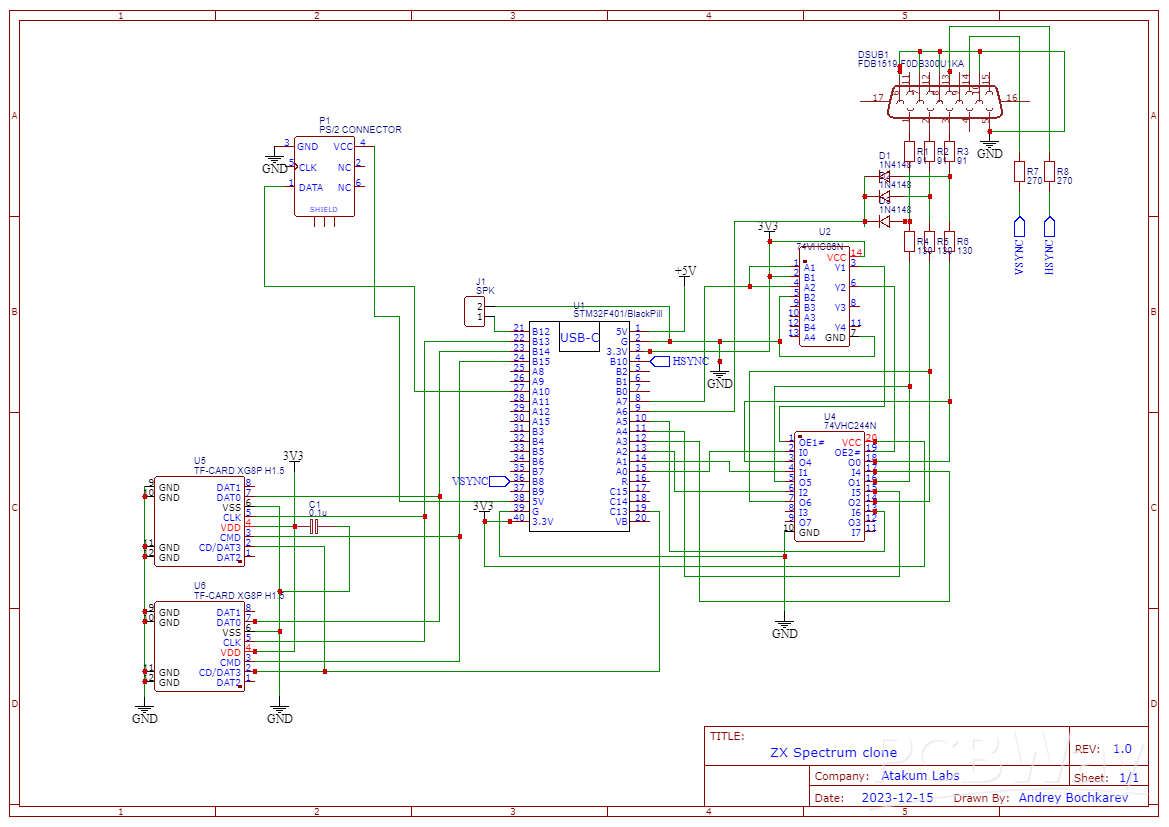 1 2 3 4 5
A
B
C
D
DSUB1
FDB1519 F0DB300U1KA
11 12 13 14 15
17
16
P1
PS/2 CONNECTOR
3 GND VCC 4
5 CLK NC 2
1 DATA NC 6
SHIELD
GND
D1
1N4148
1N4148
1N4148
R1
91
R2
91
R3
91
GND
R7
270
R8
270
VSYNC
HSYNC
R4
130
R5
130
R6
130
3V3
U2
74VHC86N
VCC 14
1 A1 Y1 3
2 B1
4 A2 Y2 6
5 B2
9 B3 Y3 8
10 A3
12 B4 Y4 11
13 A4 GND 7
+5V
J1
SPK
2
1
U1
STM32F401/BlackPill
USB-C
21 B12 5V 1
22 B13 G 2
23 B14 3.3V 3
24 B15 B10 4
25 A8 B2 5
26 A9 B1 6
27 A10 B0 7
28 A11 A7 8
29 A12 A6 9
30 A15 A5 10
31 B3 A4 11
32 B4 A3 12
33 B5 A2 13
34 B6 A1 14
35 B7 A0 15
36 B8 R 16
37 B9 C15 17
38 5V C14 18
39 G C13 19
40 3.3V VB 20
HSYNC
GND
VSYNC
3V3
U4
74VHC244N
1 OE1# VCC 20
2 I0 OE2# 19
3 O4 O0 18
4 I1 I4 17
5 O5 O1 16
6 I2 I5 15
7 O6 O2 14
8 I3 I6 13
9 O7 O3 12
10 GND I7 11
GND
3V3
U5
TF-CARD XG8P H1.5
9 GND DAT1 8
10 GND DAT0 7
VSS 6
CLK 5
VDD 4
CMD 3
11 GND CD/DAT3 2
12 GND DAT2 1
C1
0.1u
U6
TF-CARD XG8P H1.5
9 GND DAT1 8
10 GND DAT0 7
VSS 6
CLK 5
VDD 4
CMD 3
11 GND CD/DAT3 2
12 GND DAT2 1
GND
GND
TITLE:
ZX Spectrum clone
REV: 1.0
Company: Atakum Labs
Sheet: 1/1
Date: 2023-12-15 Drawn By: Andrey Bochkarev
PCBWay
A
B
C
D
1 2 3 4 5